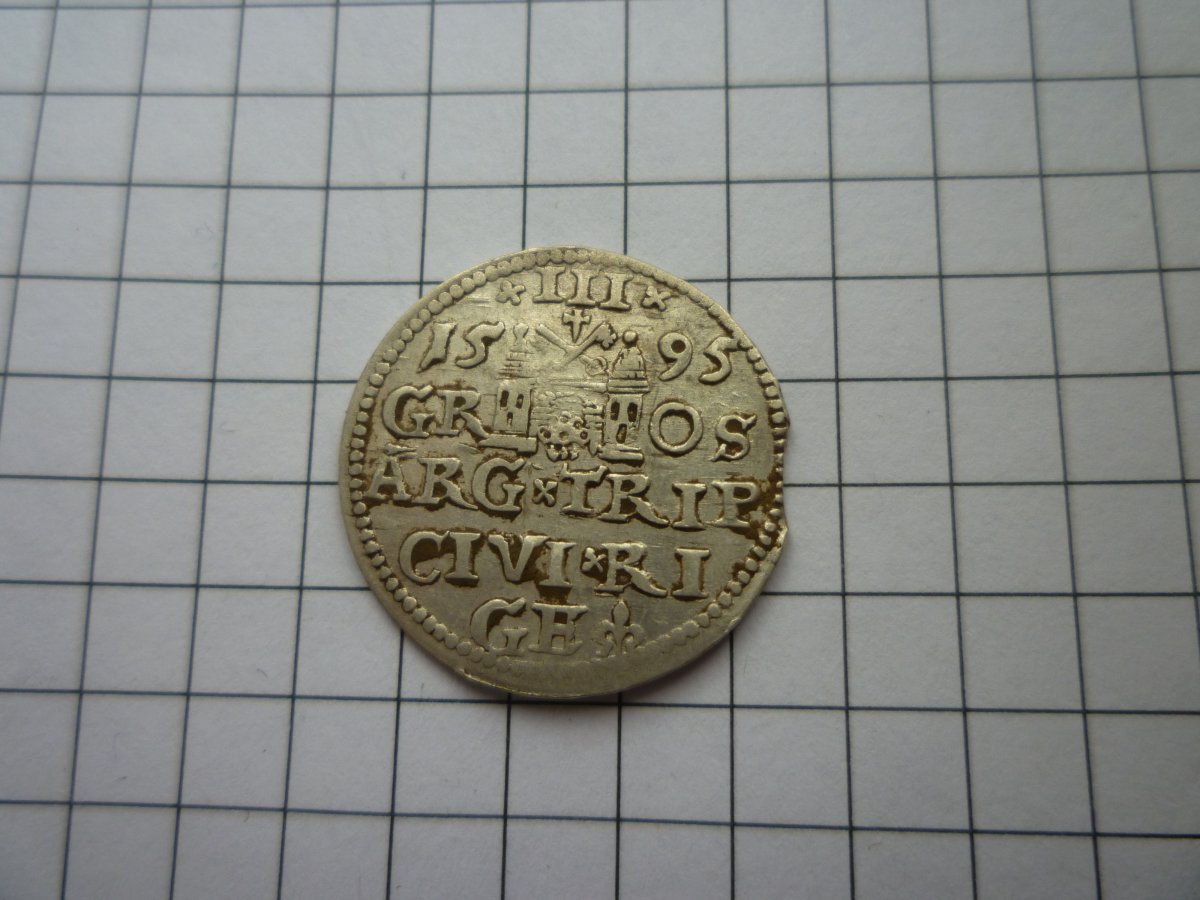 ×III×
15 95
GR OS
ARG×TRIP
CIVI×RI
GE